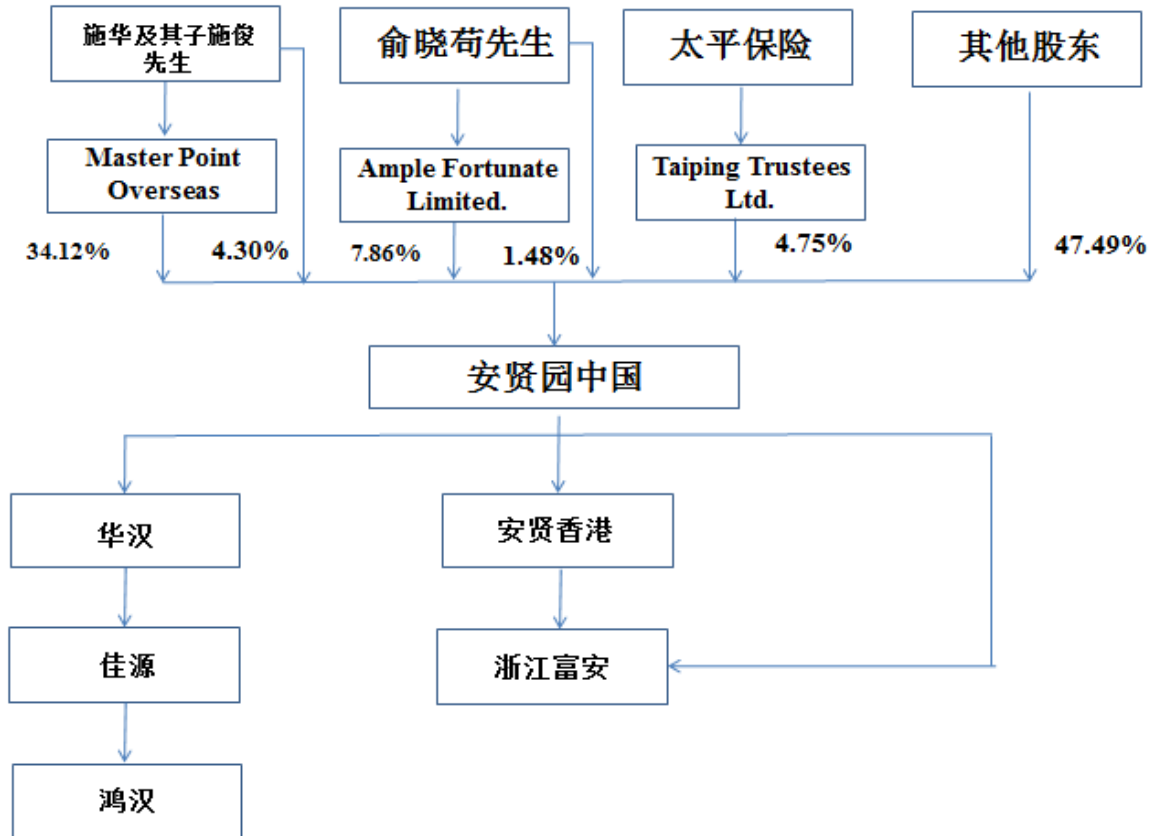 施华及其子施俊
先生
俞晓苟先生
太平保险
其他股东
Master Point
Overseas
Ample Fortunate
Limited.
Taiping Trustees
Ltd.
34.12%
4.30%
7.86%
1.48%
4.75%
47.49%
安贤园中国
华汉
安贤香港
佳源
浙江富安
鸿汉